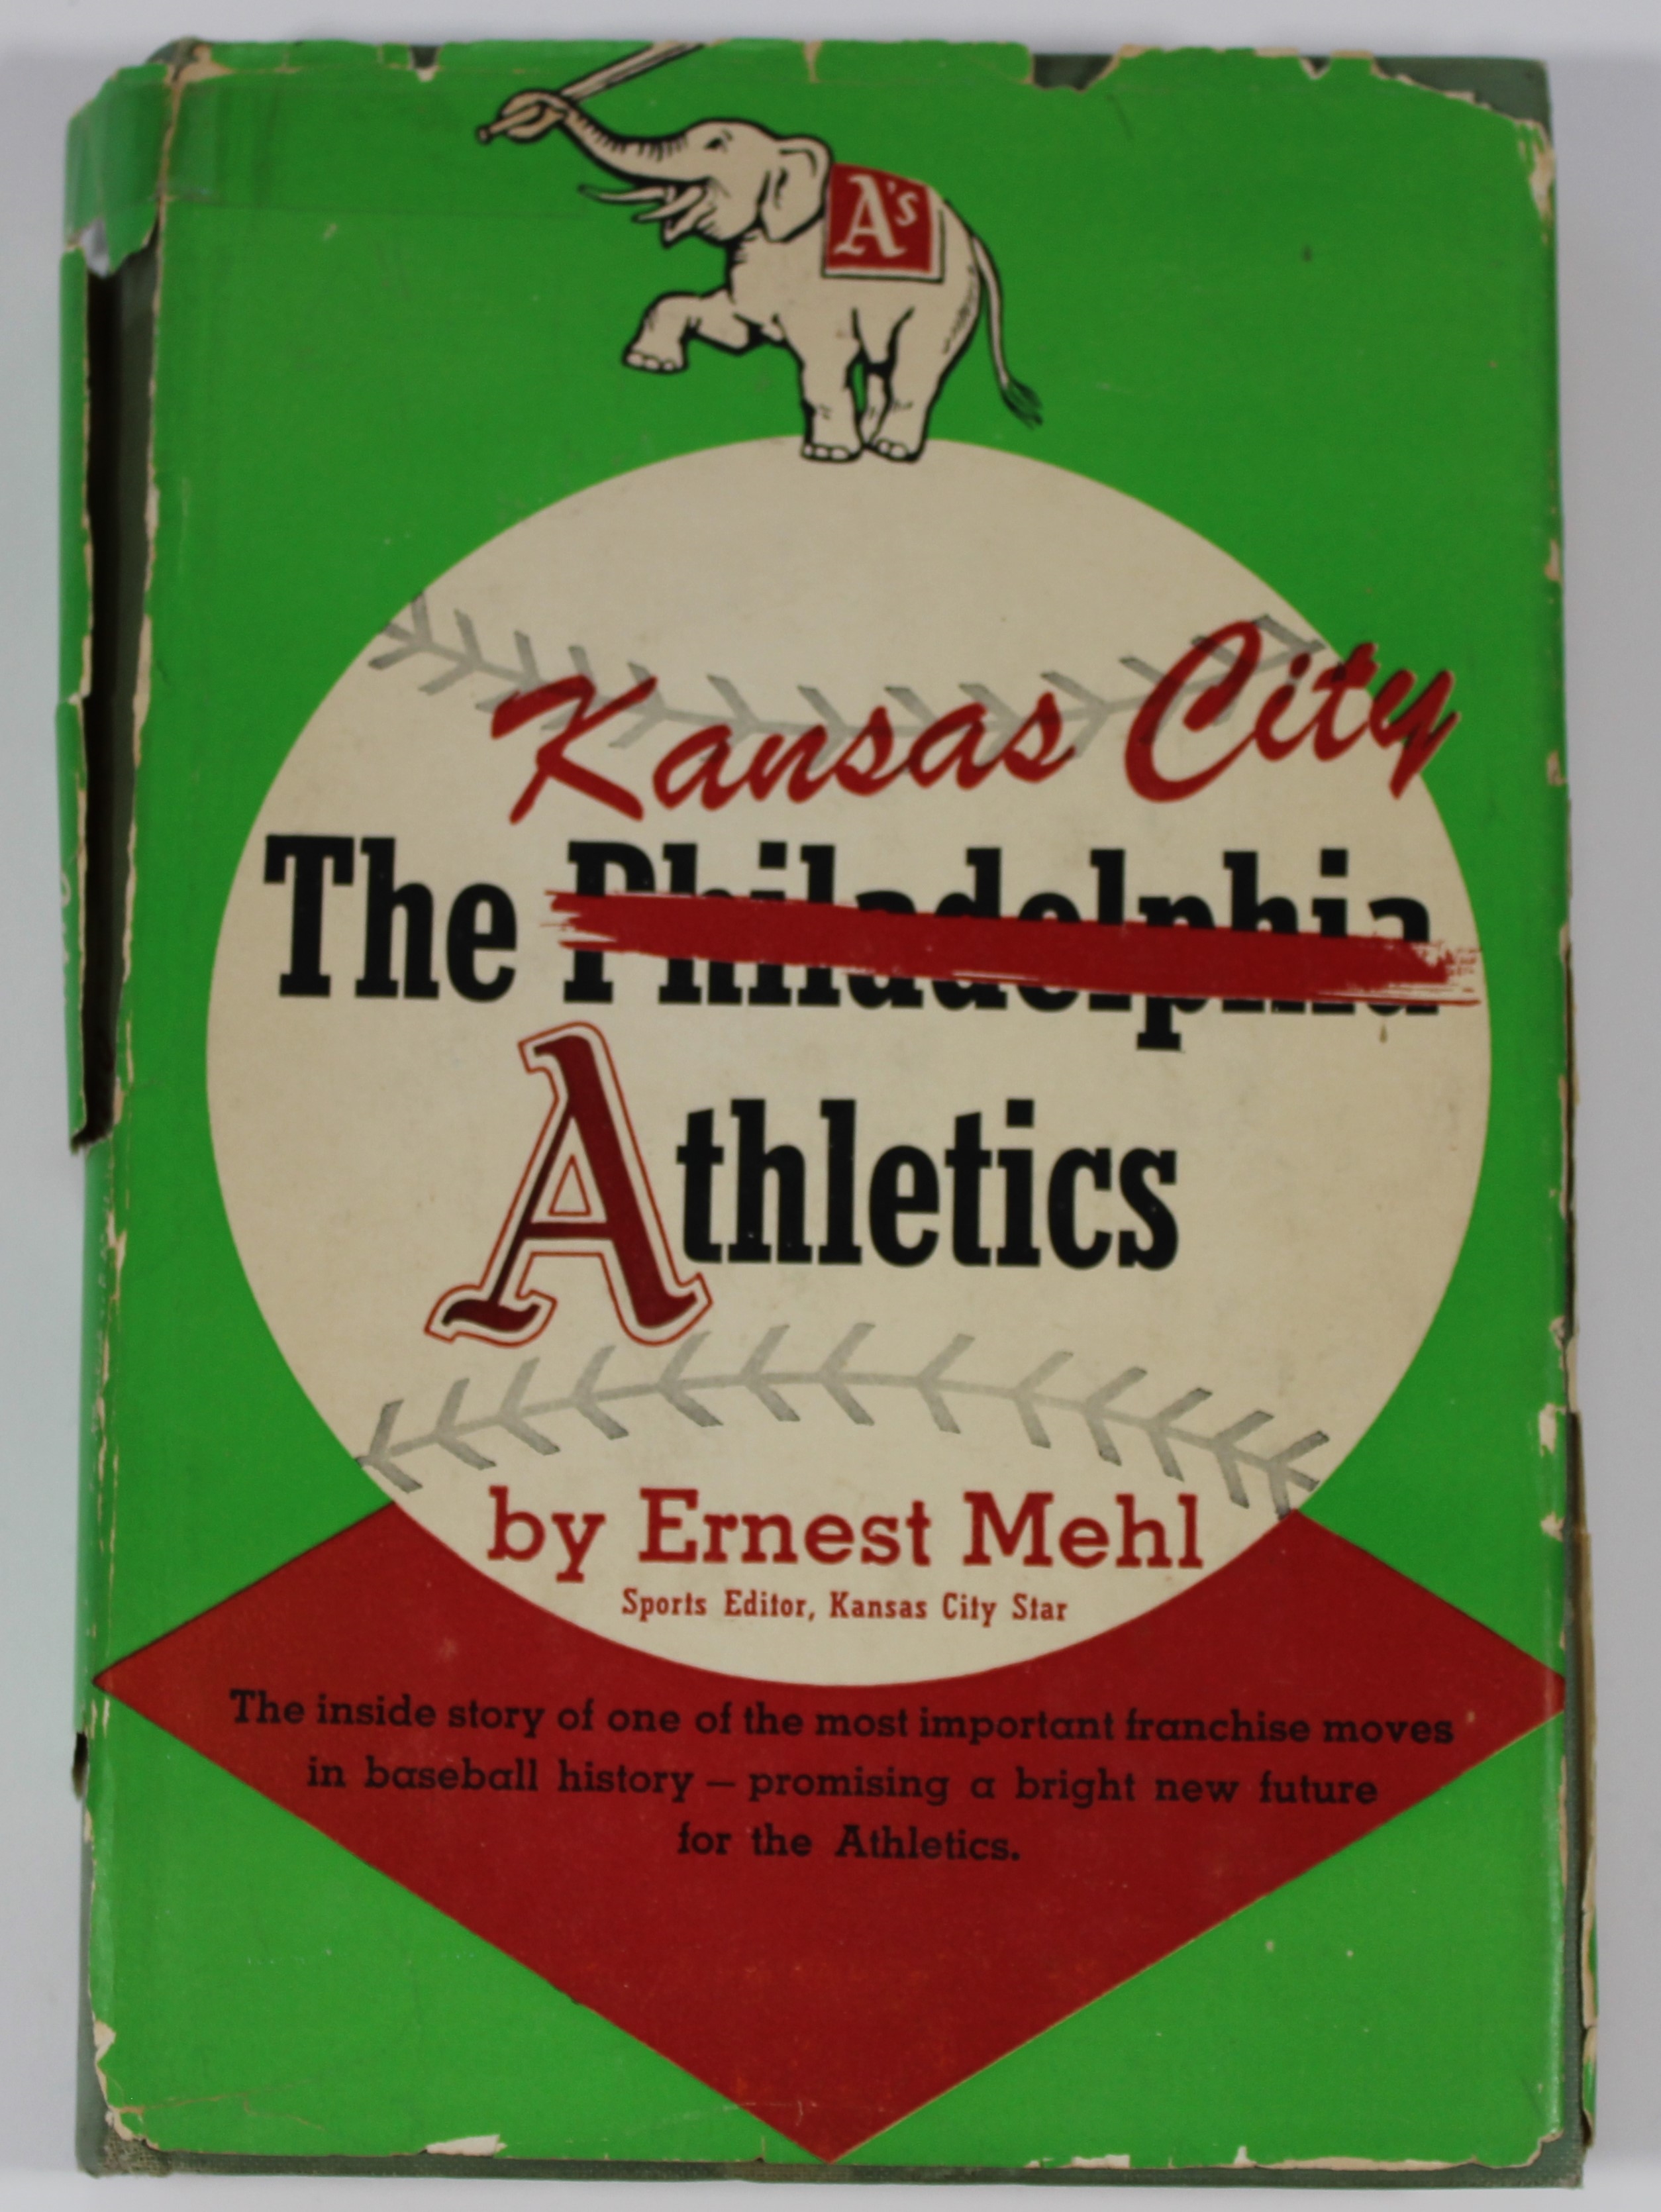 A's
Kansas City
The Philadelphia
Athletics
by Ernest Mehl
Sports Editor, Kansas City Star
The inside story of one of the most important franchise moves
in baseball history – promising a bright new future
for the Athletics.